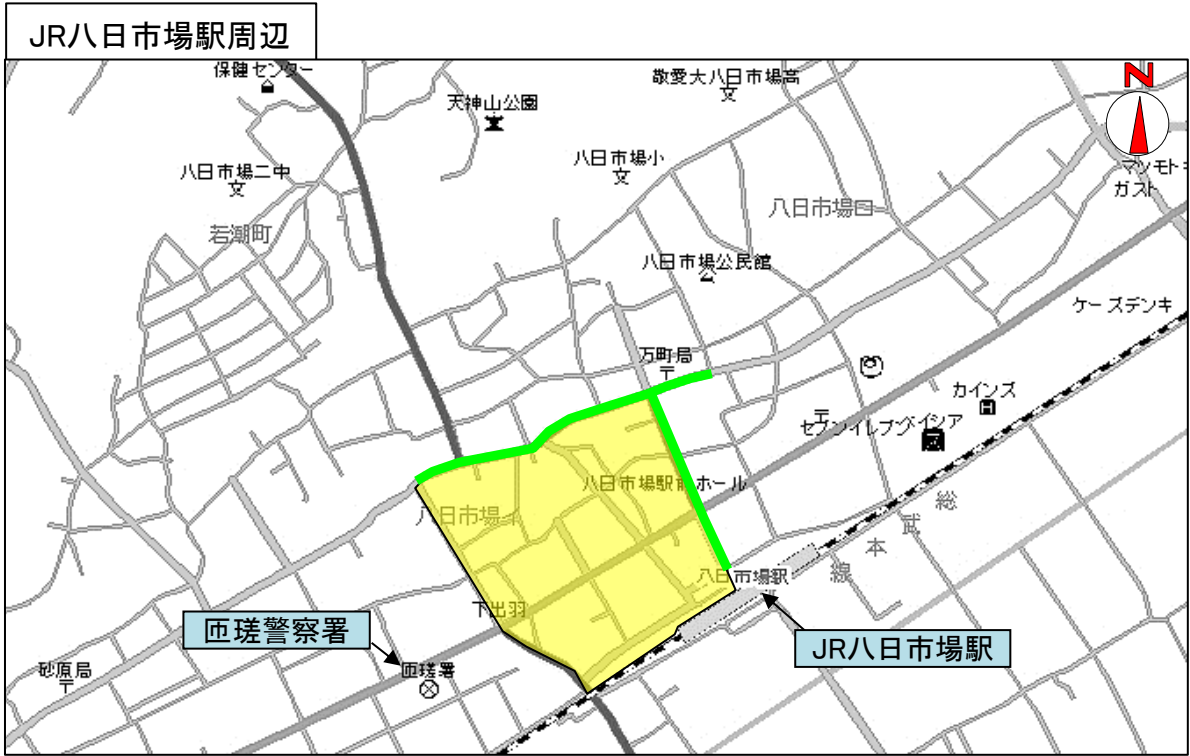 JR八日市場駅周辺
保健センター
敬愛大八日市場高
文
N
天神山公園
八日市場小
文
八日市場二中
文
マツモトキ
ガスト
若潮町
八日市場ロ
八日市場公民館
公
ケーズデンキ
万町局
〒
カインズ
H
〒
セブンイレブン
ベイシア
八日市場駅前ホール
八日市場イ
総
武
本
線
八日市場駅
下出羽
匝瑳警察署
JR八日市場駅
砂原局
〒
匝瑳署